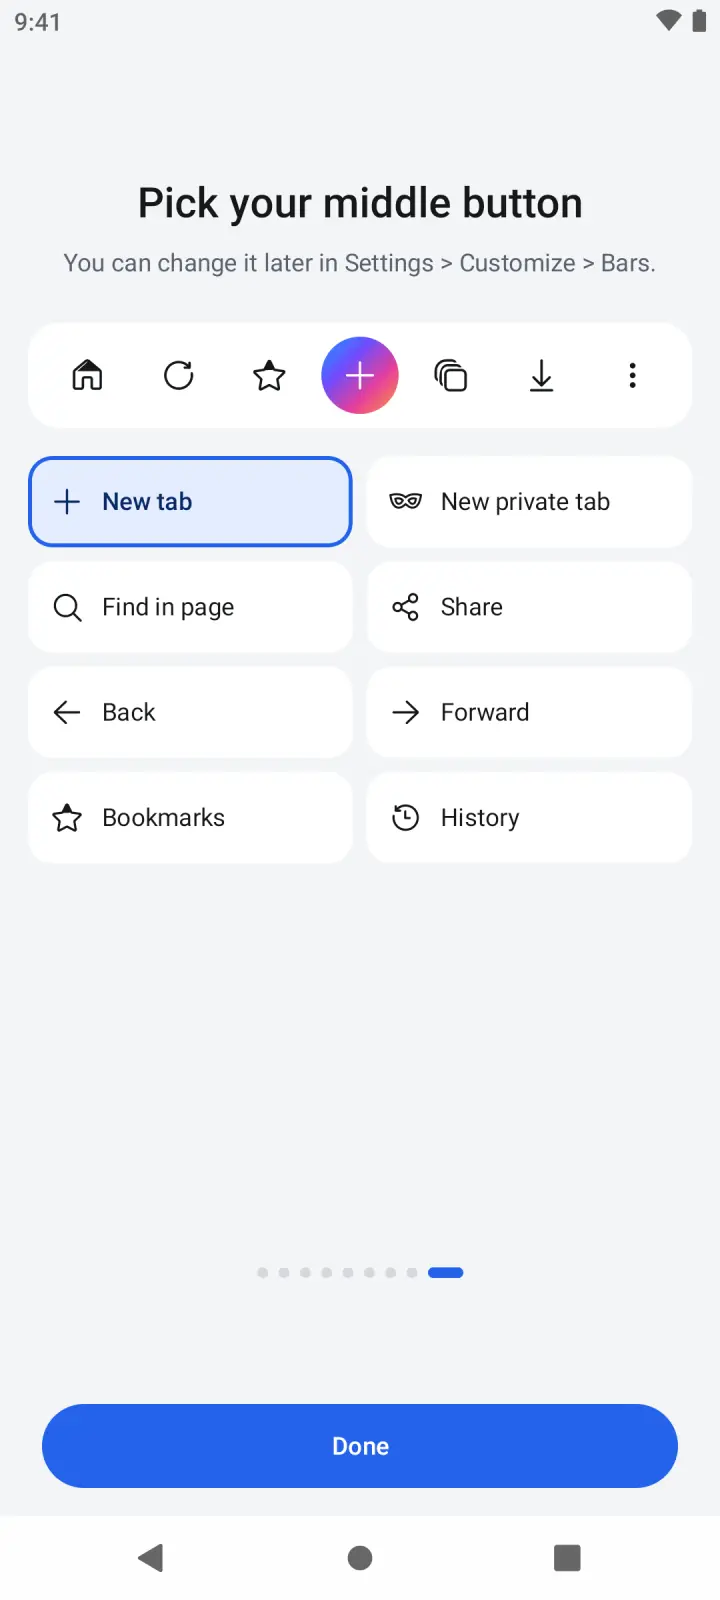 9:41
Pick your middle button
You can change it later in Settings > Customize > Bars.
New tab
New private tab
Find in page
Share
Back
Forward
Bookmarks
History
Done